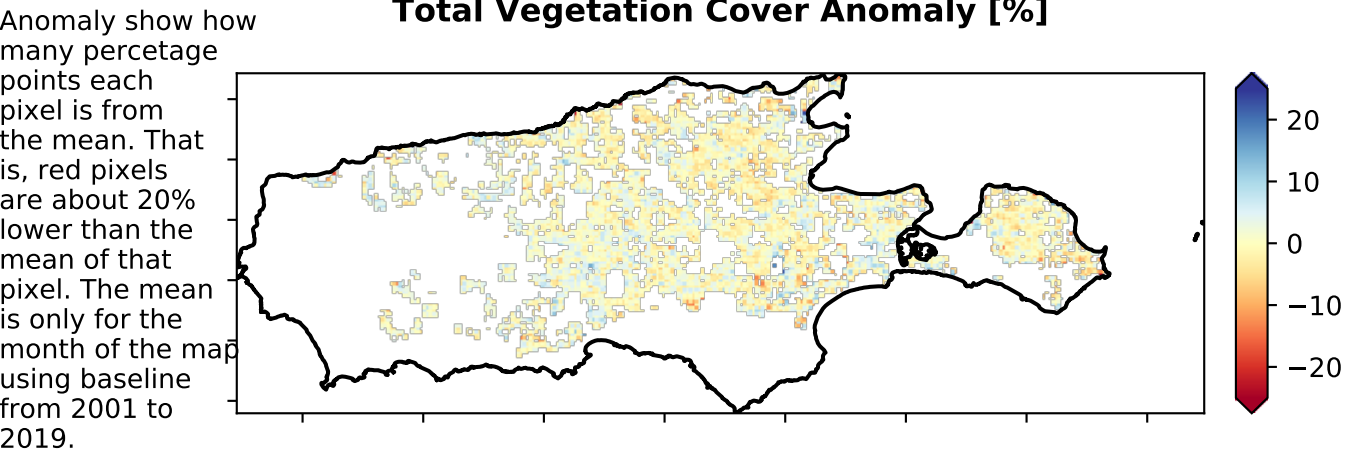 Total Vegetation Cover Anomaly [%]
Anomaly show how
many percetage
points each
pixel is from
the mean. That
is, red pixels
are about 20%
lower than the
mean of that
pixel. The mean
is only for the
month of the map
using baseline
from 2001 to
2019.
20
10
0
−10
−20